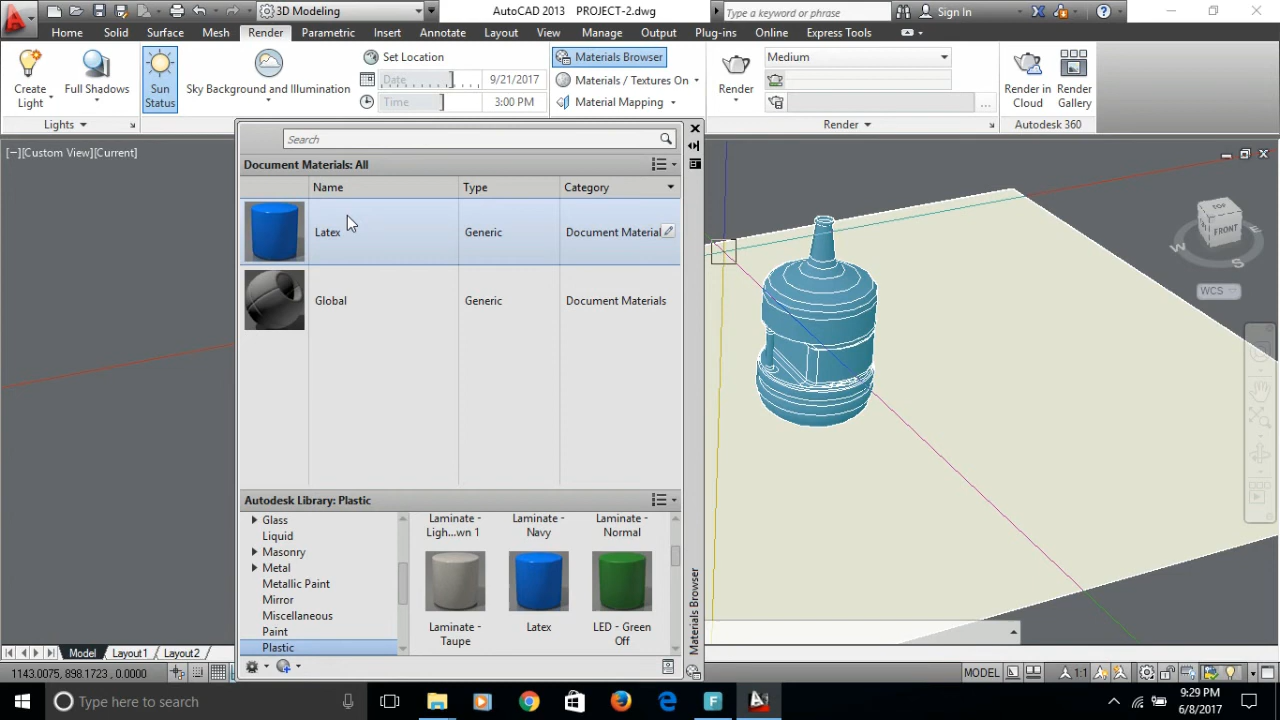 3D Modeling
AutoCAD 2013 PROJECT-2.dwg
Type a keyword or phrase
Sign In
Home
Solid
Surface
Mesh
Render
Parametric
Insert
Annotate
Layout
View
Manage
Output
Plug-ins
Online
Express Tools
Create Light
Full Shadows
Sun Status
Sky Background and Illumination
Set Location
Date
9/21/2017
Time
3:00 PM
Materials Browser
Materials / Textures On
Material Mapping
Render
Medium
...
Render in Cloud
Render Gallery
Lights
Render
Autodesk 360
[−][Custom View][Current]
Search
Document Materials: All
Name
Type
Category
Latex
Generic
Document Material
Global
Generic
Document Materials
TOP
FRONT
W
S
E
WCS
Autodesk Library: Plastic
Glass
Liquid
Masonry
Metal
Metallic Paint
Mirror
Miscellaneous
Paint
Plastic
Laminate - Ligh...wn 1
Laminate - Navy
Laminate - Normal
Laminate - Taupe
Latex
LED - Green Off
Materials Browser
Model
Layout1
Layout2
1143.0075, 898.1723, 0.0000
MODEL
1:1
Type here to search
9:29 PM
6/8/2017